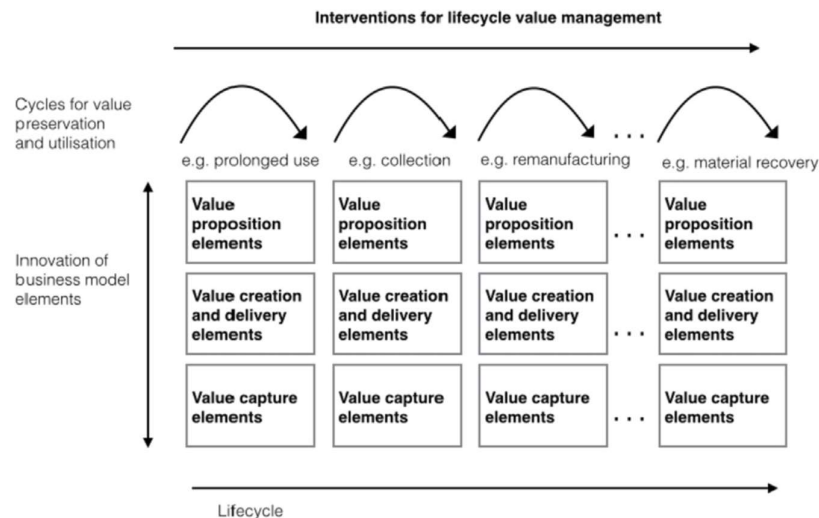 Interventions for lifecycle value management
Cycles for value
preservation
and utilisation
. . .
e.g. prolonged use
e.g. collection
e.g. remanufacturing
e.g. material recovery
Innovation of
business model
elements
Value
proposition
elements
Value
proposition
elements
Value
proposition
elements
. . .
Value
proposition
elements
Value creation
and delivery
elements
Value creation
and delivery
elements
Value creation
and delivery
elements
. . .
Value creation
and delivery
elements
Value capture
elements
Value capture
elements
Value capture
elements
. . .
Value capture
elements
Lifecycle